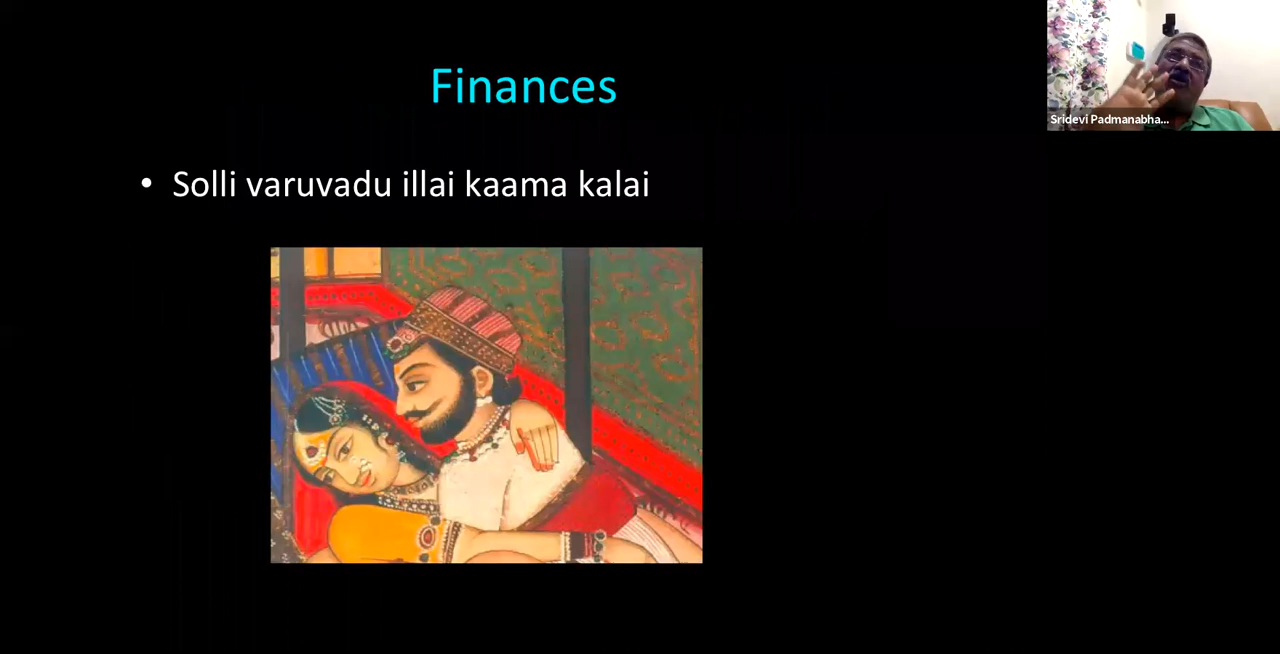 Finances
• Solli varuvadu illai kaama kalai
Sridevi Padmanabha...